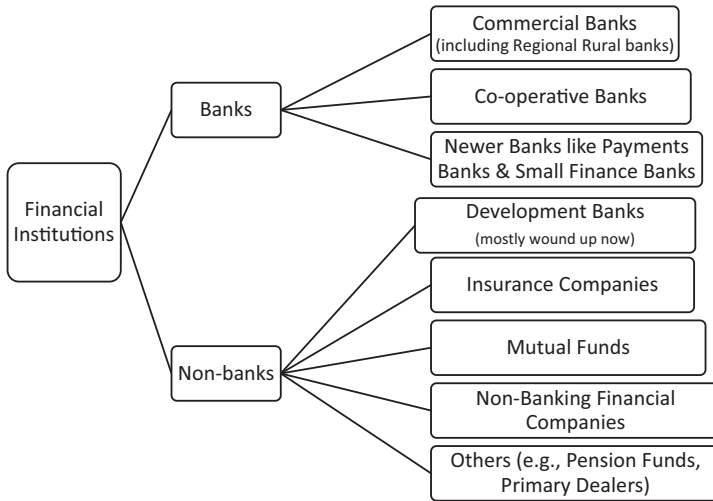 Commercial Banks
(including Regional Rural banks)
Banks
Co-operative Banks
Newer Banks like Payments
Banks & Small Finance Banks
Financial
Institutions
Development Banks
(mostly wound up now)
Insurance Companies
Mutual Funds
Non-banks
Non-Banking Financial
Companies
Others (e.g., Pension Funds,
Primary Dealers)